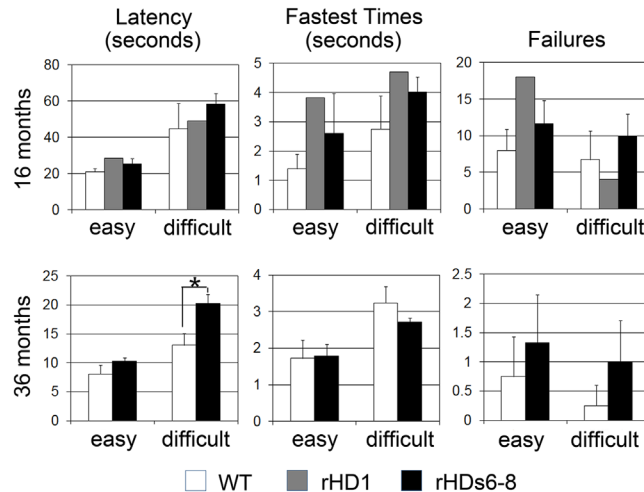 Latency
(seconds)
Fastest Times
(seconds)
Failures
16 months
80
60
40
20
0
easy difficult
5
4
3
2
1
0
easy difficult
20
15
10
5
0
easy difficult
36 months
25
20
15
10
5
0
*
easy difficult
4
3
2
1
0
easy difficult
2.5
2
1.5
1
0.5
0
easy difficult
WT rHD1 rHDs6-8